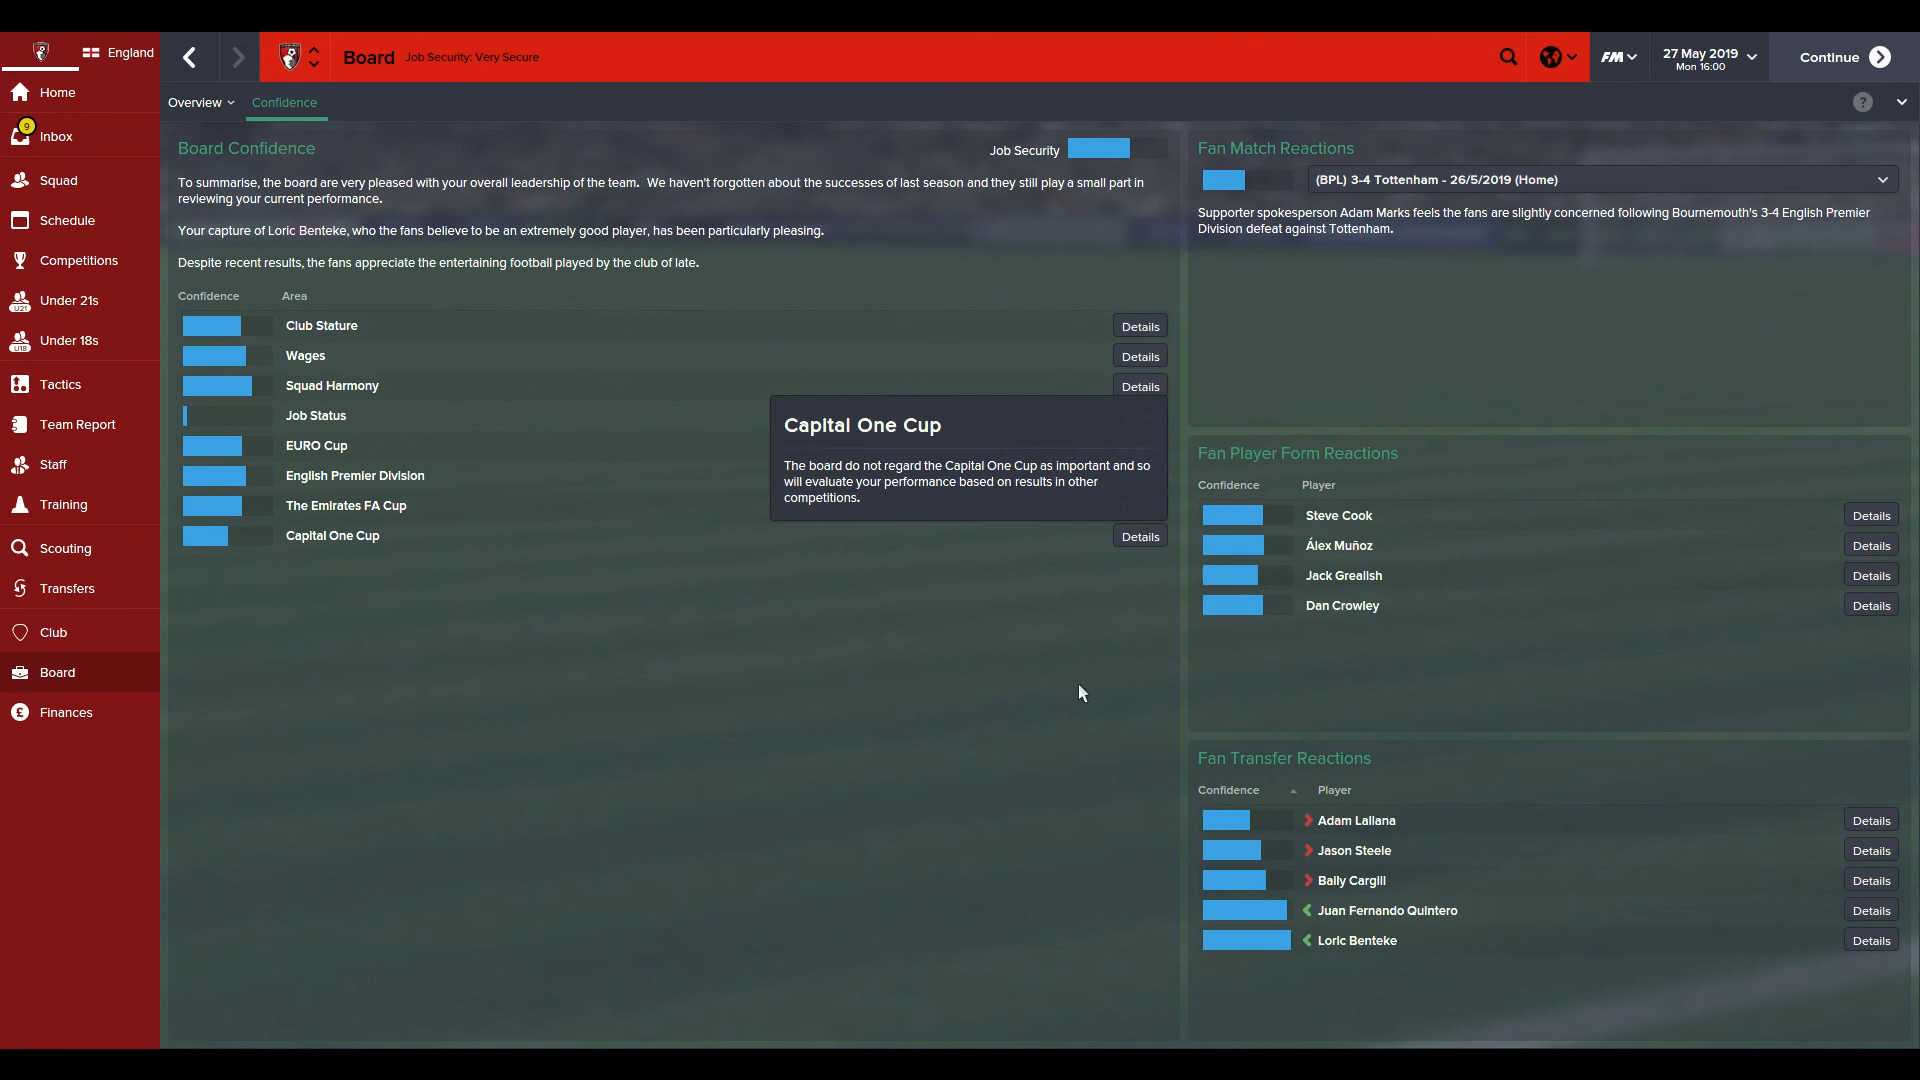 England
Board
Job Security: Very Secure
FM
27 May 2019
Mon 16:00
Continue
Home
9
Inbox
Squad
Schedule
Competitions
U21
Under 21s
U18
Under 18s
Tactics
Team Report
Staff
Training
Scouting
Transfers
Club
Board
Finances
Overview
Confidence
?
Board Confidence
Job Security
To summarise, the board are very pleased with your overall leadership of the team. We haven't forgotten about the successes of last season and they still play a small part in
reviewing your current performance.
Your capture of Loric Benteke, who the fans believe to be an extremely good player, has been particularly pleasing.
Despite recent results, the fans appreciate the entertaining football played by the club of late.
Confidence Area
Club Stature Details
Wages Details
Squad Harmony Details
Job Status
EURO Cup
English Premier Division
The Emirates FA Cup
Capital One Cup Details
Capital One Cup
The board do not regard the Capital One Cup as important and so
will evaluate your performance based on results in other
competitions.
Fan Match Reactions
(BPL) 3-4 Tottenham - 26/5/2019 (Home)
Supporter spokesperson Adam Marks feels the fans are slightly concerned following Bournemouth's 3-4 English Premier
Division defeat against Tottenham.
Fan Player Form Reactions
Confidence Player
Steve Cook Details
Álex Muñoz Details
Jack Grealish Details
Dan Crowley Details
Fan Transfer Reactions
Confidence Player
Adam Lallana Details
Jason Steele Details
Baily Cargill Details
Juan Fernando Quintero Details
Loric Benteke Details